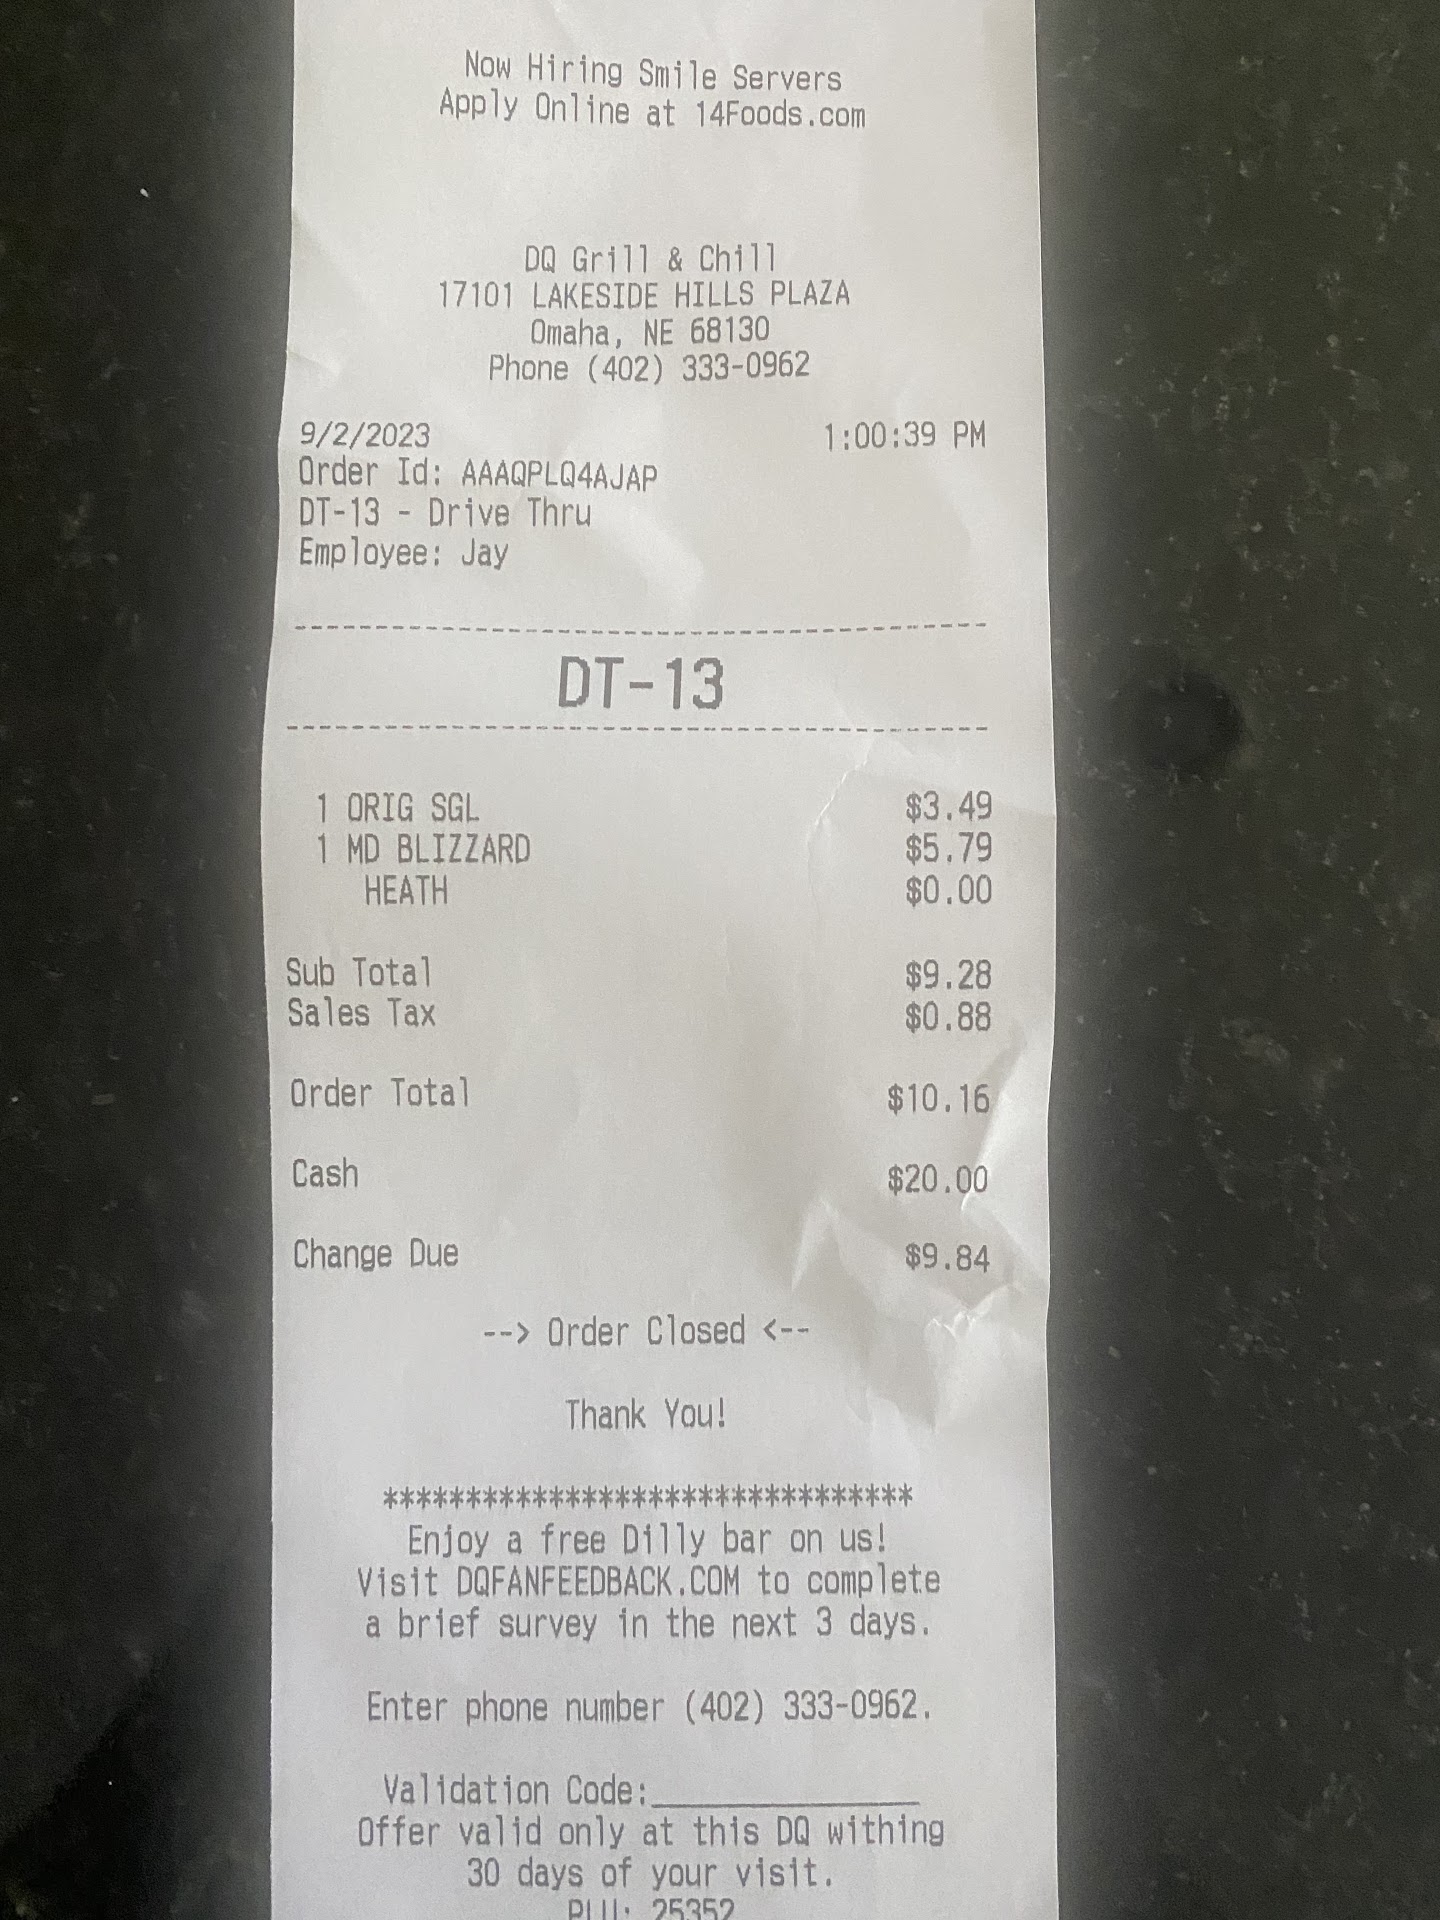 Now Hiring Smile Servers
Apply Online at 14Foods.com
DQ Grill & Chill
17101 LAKESIDE HILLS PLAZA
Omaha, NE 68130
Phone (402) 333-0962
9/2/2023 1:00:39 PM
Order Id: AAAQPLQ4AJAP
DT-13 - Drive Thru
Employee: Jay
DT-13
1 ORIG SGL $3.49
1 MD BLIZZARD $5.79
HEATH $0.00
Sub Total $9.28
Sales Tax $0.88
Order Total $10.16
Cash $20.00
Change Due $9.84
--> Order Closed <--
Thank You!
********************************
Enjoy a free Dilly bar on us!
Visit DQFANFEEDBACK.COM to complete
a brief survey in the next 3 days.
Enter phone number (402) 333-0962.
Validation Code:________________
Offer valid only at this DQ withing
30 days of your visit.
PLU: 25352